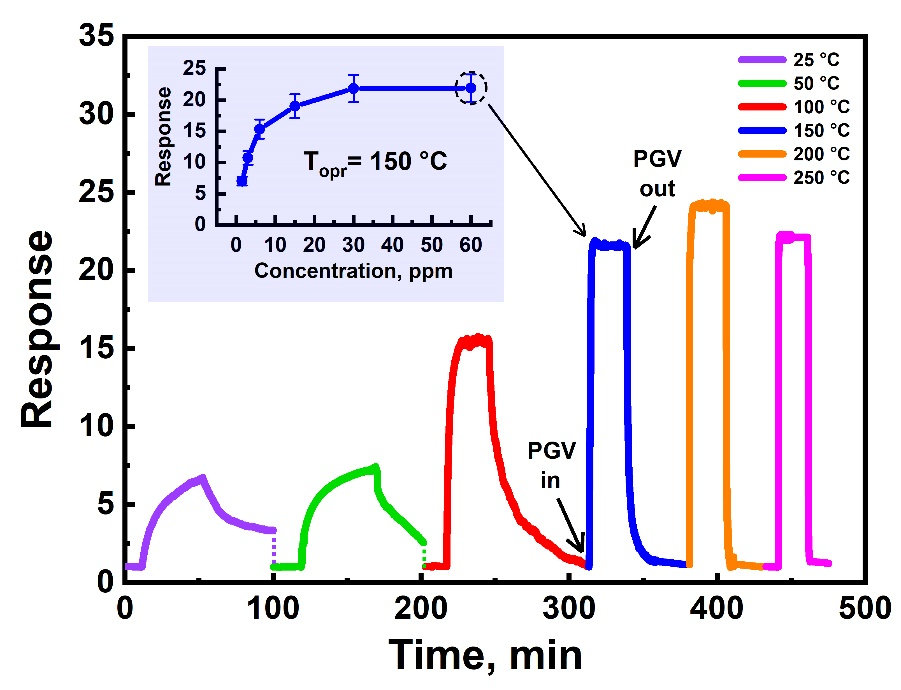 35
30
25
20
15
10
5
0
Response
0 100 200 300 400 500
Time, min
25 °C
50 °C
100 °C
150 °C
200 °C
250 °C
PGV
out
PGV
in
25
20
15
10
5
0
Response
T_opr= 150 °C
0 10 20 30 40 50 60
Concentration, ppm